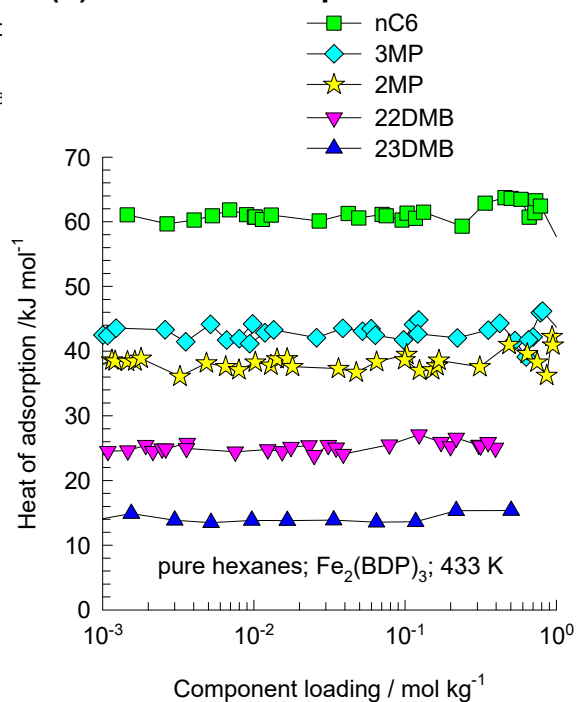 nC6
3MP
2MP
22DMB
23DMB
70
60
50
40
30
20
10
0
Heat of adsorption /kJ mol⁻¹
pure hexanes; Fe₂(BDP)₃; 433 K
10⁻³ 10⁻² 10⁻¹ 10⁰
Component loading / mol kg⁻¹